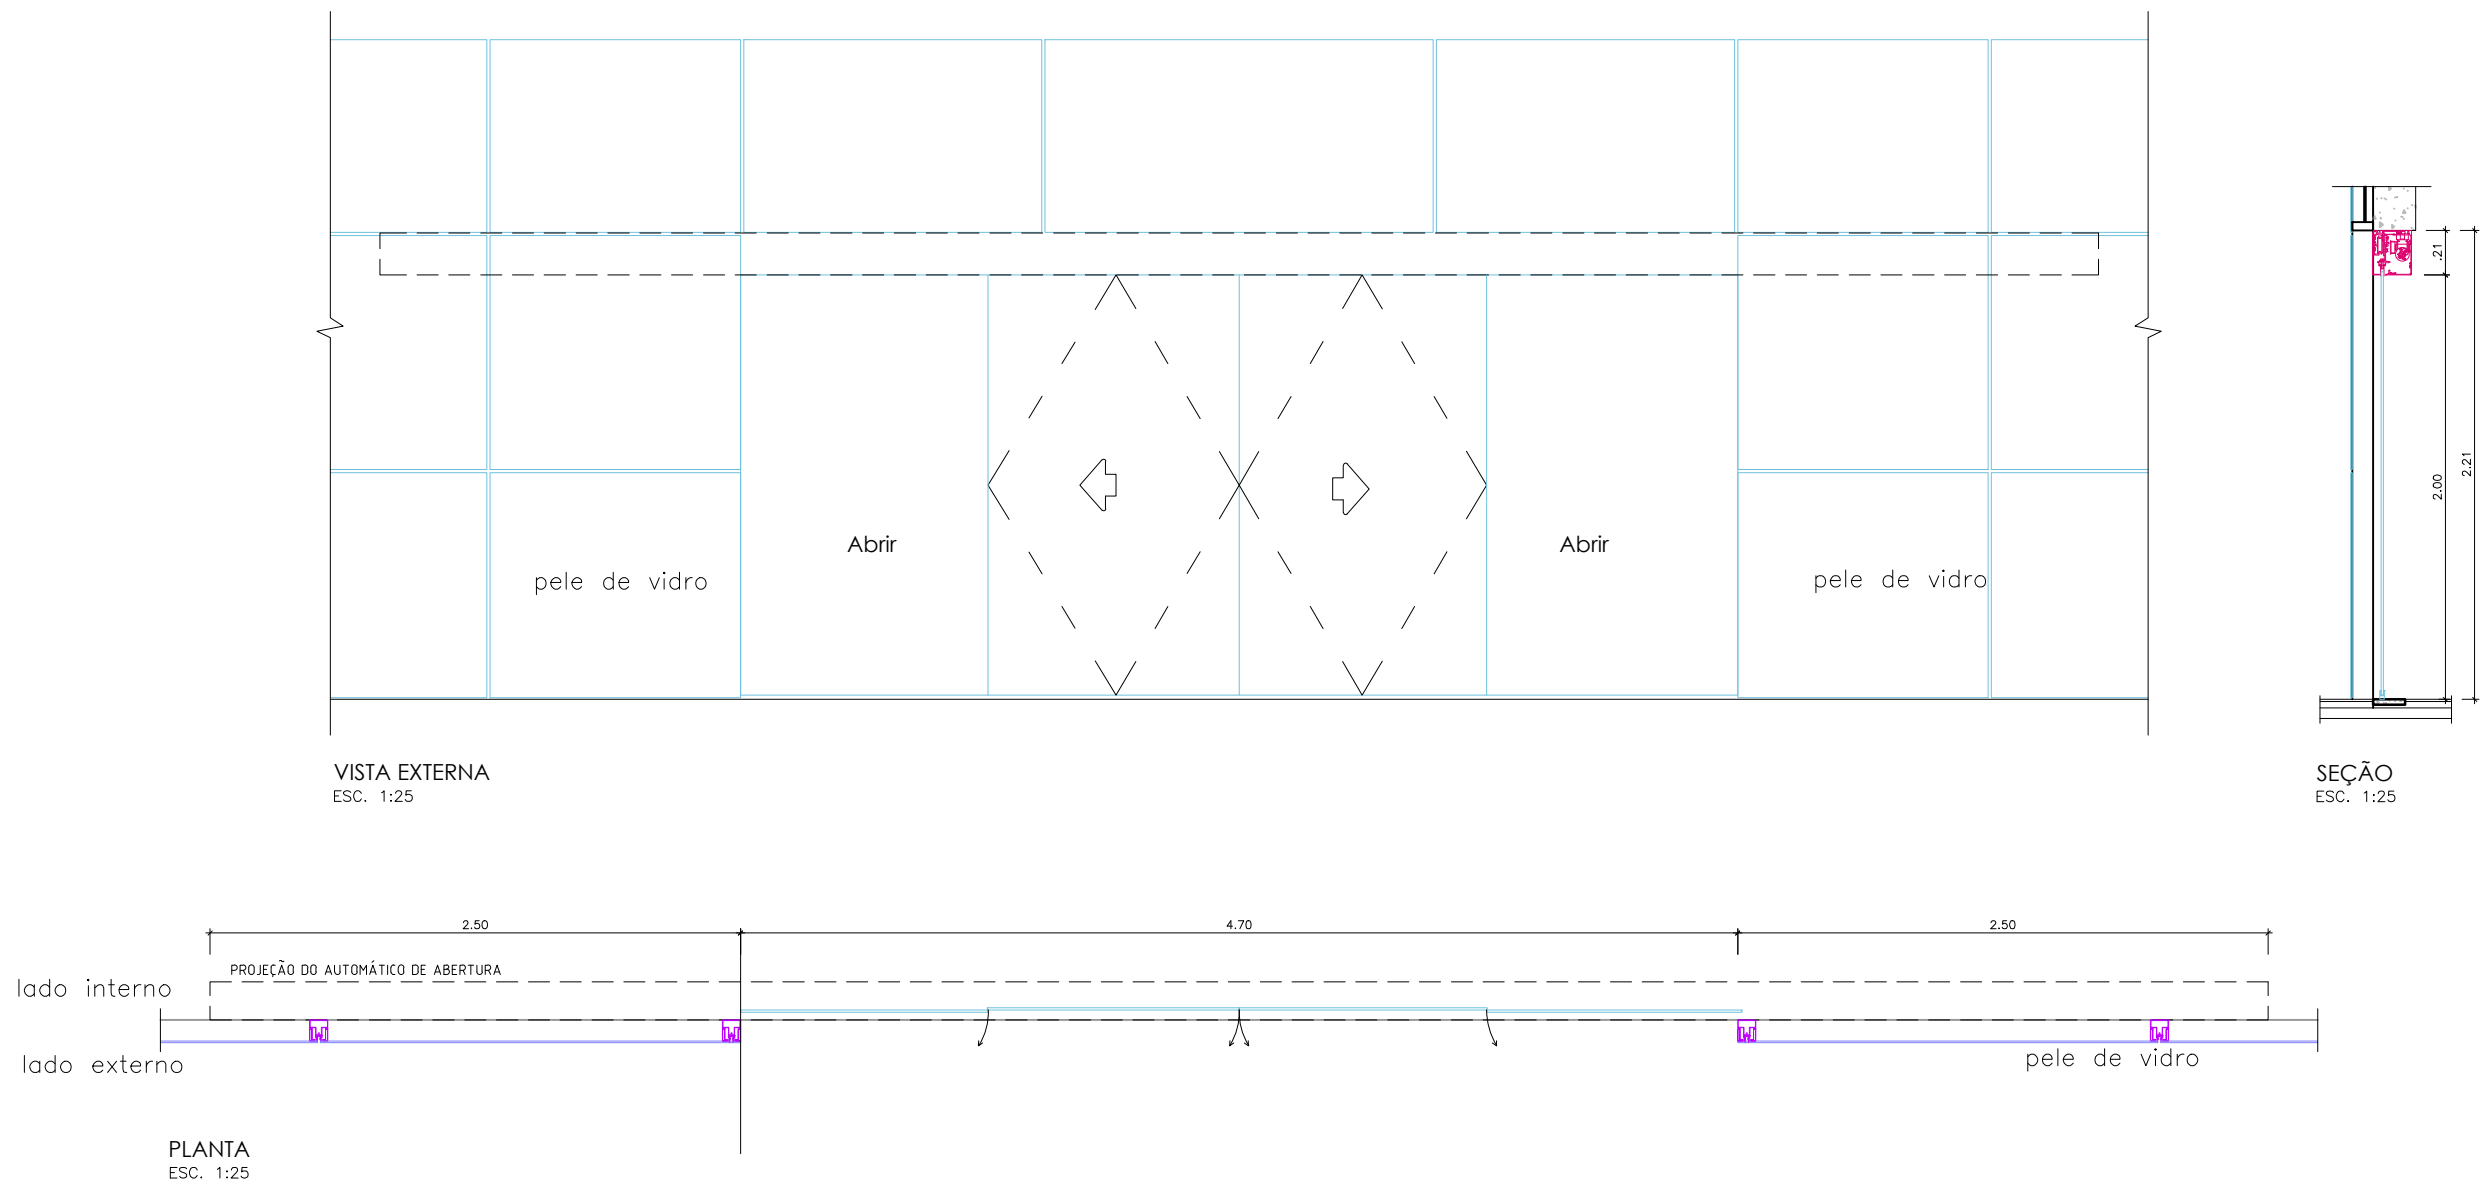 .21
2.21
2.00
Abrir
Abrir
pele de vidro
pele de vidro
VISTA EXTERNA
ESC. 1:25
SEÇÃO
ESC. 1:25
2.50
4.70
2.50
PROJEÇÃO DO AUTOMÁTICO DE ABERTURA
lado interno
lado externo
pele de vidro
PLANTA
ESC. 1:25